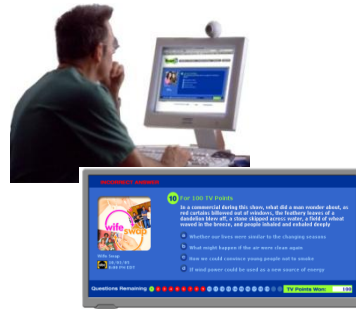 INCORRECT ANSWER
10 For 100 TV Points
In a commercial during this show, what did a man wonder about, as
red curtains billowed out of windows, the feathery leaves of a
dandelion blew off, a stone skipped across water, a field of wheat
waved in the breeze, and people inhaled and exhaled deeply
wife
swap
Whether our lives were similar to the changing seasons
What might happen if the air were clean again
How we could convince young people not to smoke
If wind power could be used as a new source of energy
Wife Swap
Questions Remaining
TV Points Won: 100